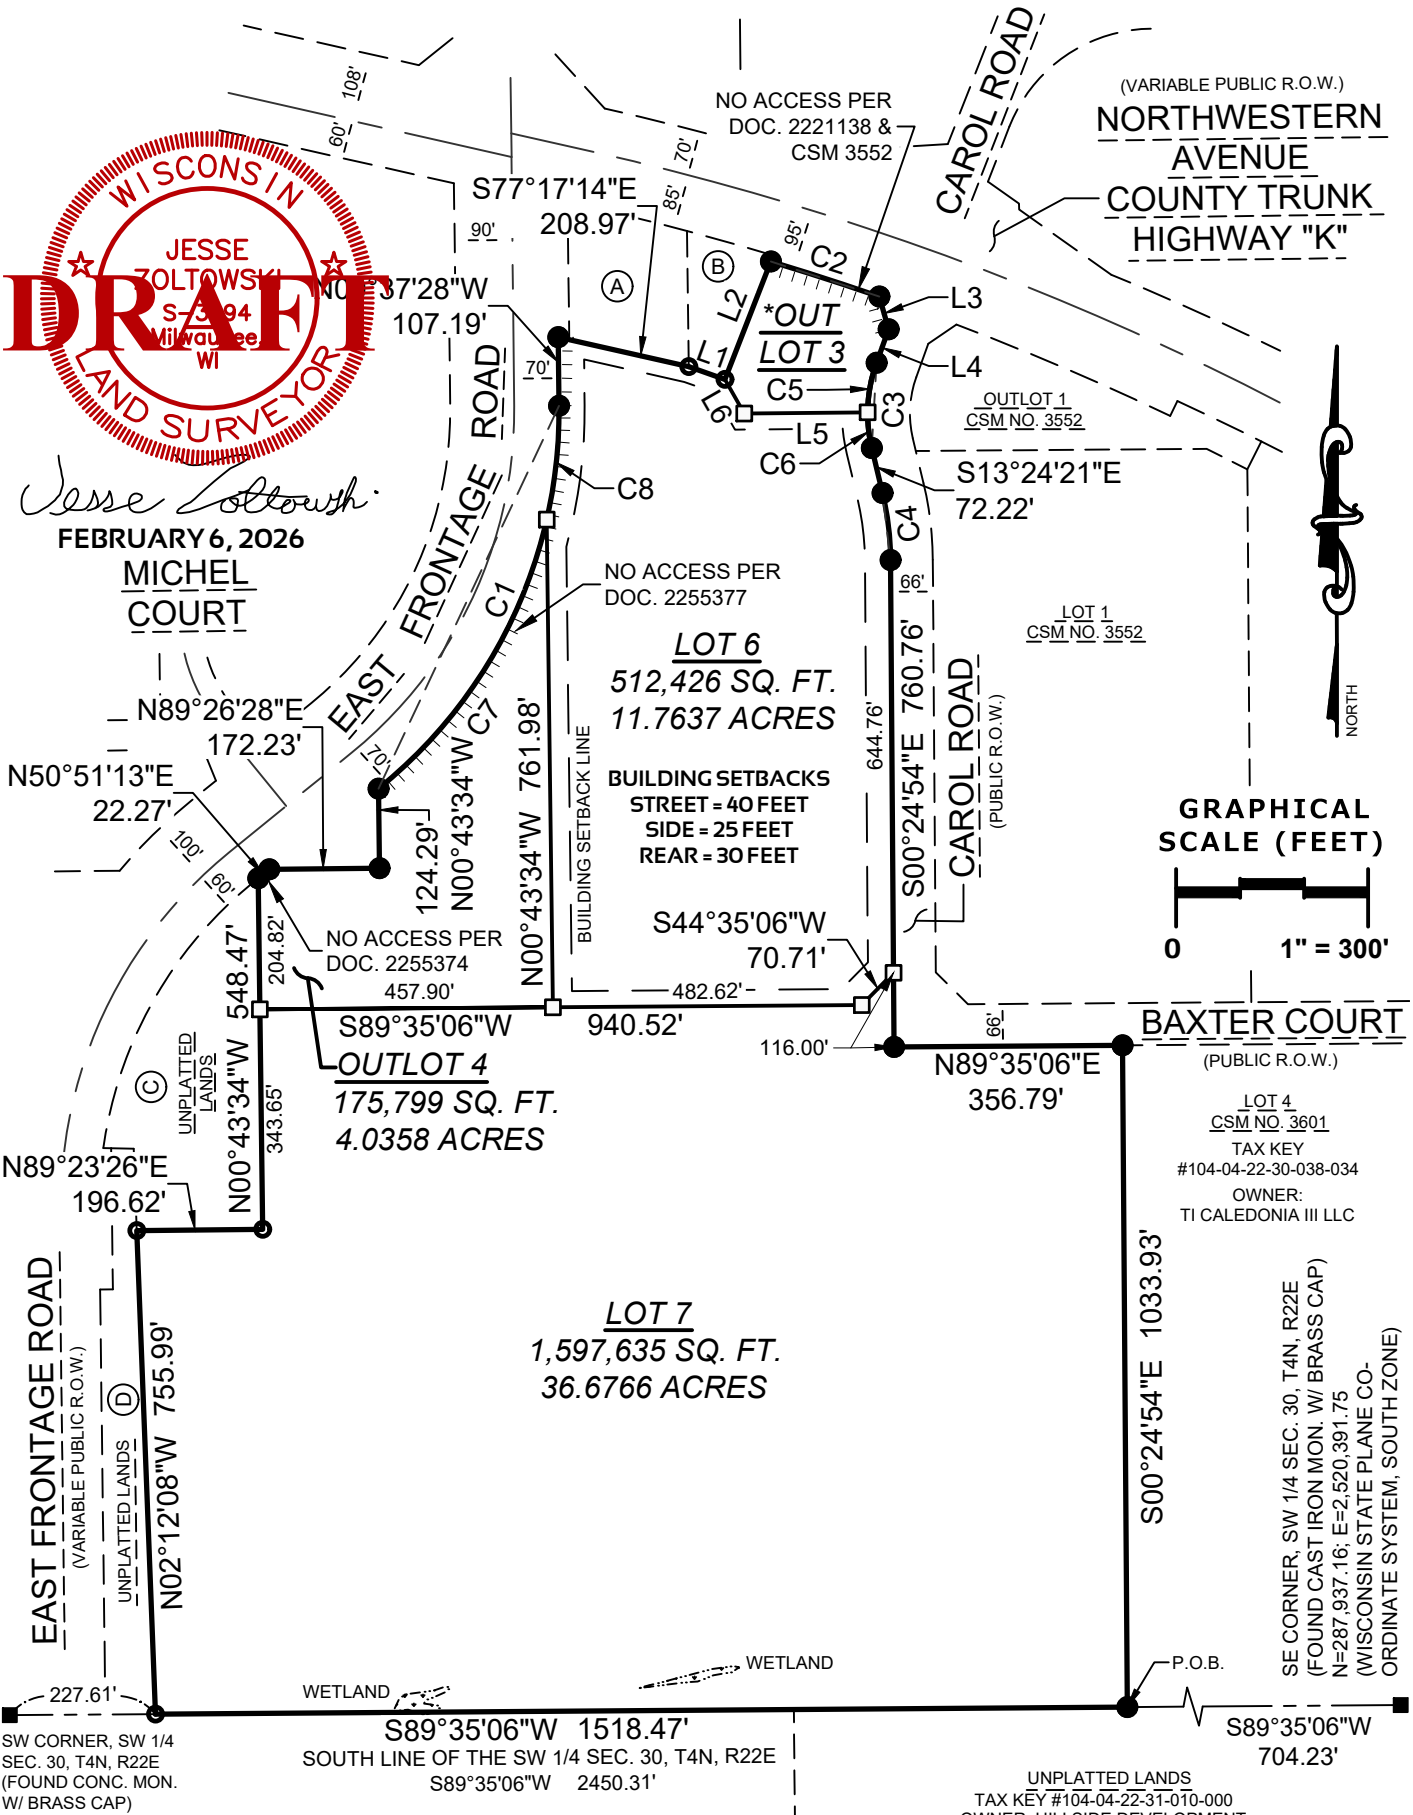 108'
60'
NO ACCESS PER
DOC. 2221138 &
CSM 3552
CAROL ROAD
(VARIABLE PUBLIC R.O.W.)
NORTHWESTERN
AVENUE
COUNTY TRUNK
HIGHWAY "K"
WISCONSIN
JESSE
ZOLTOWSKI
Milwaukee,
WI
LAND SURVEYOR
DRAFT
S77°17'14"E
208.97'
70'
85'
90'
95'
C2
A
B
107.19'
L2
*OUT
LOT 3
L3
L4
C5
C3
L1
L6
L5
C6
70'
OUTLOT 1
CSM NO. 3552
S13°24'21"E
72.22'
C8
C4
EAST FRONTAGE ROAD
Jesse Zoltowski
FEBRUARY 6, 2026
MICHEL
COURT
C1
NO ACCESS PER
DOC. 2255377
66'
LOT 1
CSM NO. 3552
LOT 6
512,426 SQ. FT.
11.7637 ACRES
N89°26'28"E
172.23'
N50°51'13"E
22.27'
70'
C7
100'
60'
BUILDING SETBACKS
STREET = 40 FEET
SIDE = 25 FEET
REAR = 30 FEET
BUILDING SETBACK LINE
N00°43'34"W 761.98'
124.29'
N00°43'34"W
644.76'
S00°24'54"E 760.76'
CAROL ROAD
(PUBLIC R.O.W.)
NORTH
GRAPHICAL
SCALE (FEET)
0 1" = 300'
S44°35'06"W
70.71'
NO ACCESS PER
DOC. 2255374
204.82'
N00°43'34"W 548.47'
343.65'
457.90'
482.62'
S89°35'06"W 940.52'
116.00'
66'
BAXTER COURT
(PUBLIC R.O.W.)
N89°35'06"E
356.79'
OUTLOT 4
175,799 SQ. FT.
4.0358 ACRES
C
UNPLATTED
LANDS
LOT 4
CSM NO. 3601
TAX KEY
#104-04-22-30-038-034
OWNER:
TI CALEDONIA III LLC
N89°23'26"E
196.62'
EAST FRONTAGE ROAD
(VARIABLE PUBLIC R.O.W.)
D
UNPLATTED LANDS
N02°12'08"W 755.99'
LOT 7
1,597,635 SQ. FT.
36.6766 ACRES
S00°24'54"E 1033.93'
SE CORNER, SW 1/4 SEC. 30, T4N, R22E
(FOUND CAST IRON MON. W/ BRASS CAP)
N=287,937.16; E=2,520,391.75
(WISCONSIN STATE PLANE CO-
ORDINATE SYSTEM, SOUTH ZONE)
WETLAND
WETLAND
P.O.B.
227.61'
SW CORNER, SW 1/4
SEC. 30, T4N, R22E
(FOUND CONC. MON.
W/ BRASS CAP)
S89°35'06"W 1518.47'
SOUTH LINE OF THE SW 1/4 SEC. 30, T4N, R22E
S89°35'06"W 2450.31'
S89°35'06"W
704.23'
UNPLATTED LANDS
TAX KEY #104-04-22-31-010-000
OWNER: HILLSIDE DEVELOPMENT